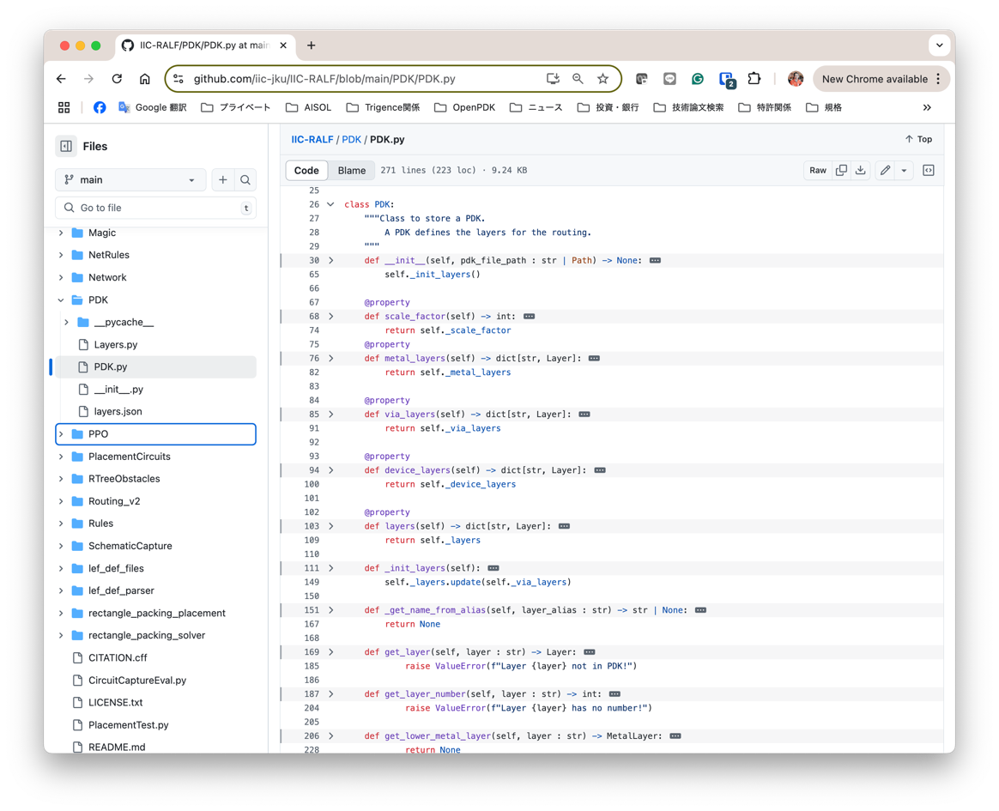 IIC-RALF/PDK/PDK.py at main
github.com/iic-jku/IIC-RALF/blob/main/PDK/PDK.py
2
New Chrome available
Google 翻訳
プライベート
AISOL
Trigence関係
OpenPDK
ニュース
投資・銀行
技術論文検索
特許関係
規格
Files
main
Go to file
t
Magic
NetRules
Network
PDK
__pycache__
Layers.py
PDK.py
__init__.py
layers.json
PPO
PlacementCircuits
RTreeObstacles
Routing_v2
Rules
SchematicCapture
lef_def_files
lef_def_parser
rectangle_packing_placement
rectangle_packing_solver
CITATION.cff
CircuitCaptureEval.py
LICENSE.txt
PlacementTest.py
README.md
IIC-RALF / PDK / PDK.py
Top
Code Blame 271 lines (223 loc) · 9.24 KB
Raw
25
26 class PDK:
27 """Class to store a PDK.
28 A PDK defines the layers for the routing.
29 """
30 def __init__(self, pdk_file_path : str | Path) -> None:
65 self._init_layers()
66
67 @property
68 def scale_factor(self) -> int:
74 return self._scale_factor
75 @property
76 def metal_layers(self) -> dict[str, Layer]:
82 return self._metal_layers
83
84 @property
85 def via_layers(self) -> dict[str, Layer]:
91 return self._via_layers
92
93 @property
94 def device_layers(self) -> dict[str, Layer]:
100 return self._device_layers
101
102 @property
103 def layers(self) -> dict[str, Layer]:
109 return self._layers
110
111 def _init_layers(self):
149 self._layers.update(self._via_layers)
150
151 def _get_name_from_alias(self, layer_alias : str) -> str | None:
167 return None
168
169 def get_layer(self, layer : str) -> Layer:
185 raise ValueError(f"Layer {layer} not in PDK!")
186
187 def get_layer_number(self, layer : str) -> int:
204 raise ValueError(f"Layer {layer} has no number!")
205
206 def get_lower_metal_layer(self, layer : str) -> MetalLayer:
228 return None